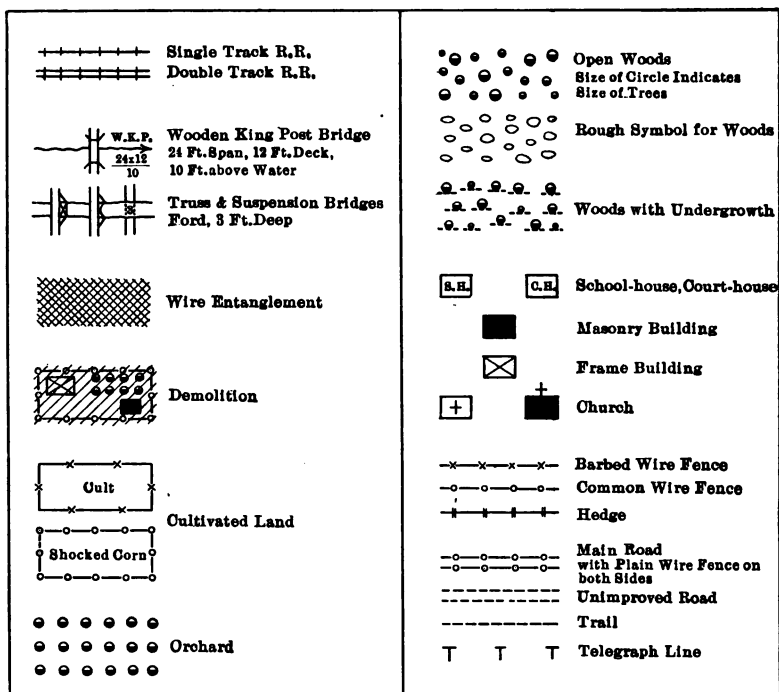 Single Track R.R.
Double Track R.R.
W.K.P.
24x12
10
Wooden King Post Bridge
24 Ft.Span, 12 Ft.Deck,
10 Ft.above Water
Truss & Suspension Bridges
Ford, 3 Ft.Deep
Wire Entanglement
Demolition
Cult
Cultivated Land
Shocked Corn
Orchard
Open Woods
Size of Circle Indicates
Size of Trees
Rough Symbol for Woods
Woods with Undergrowth
S.H.
C.H.
School-house, Court-house
Masonry Building
Frame Building
Church
Barbed Wire Fence
Common Wire Fence
Hedge
Main Road
with Plain Wire Fence on
both Sides
Unimproved Road
Trail
T T T
Telegraph Line